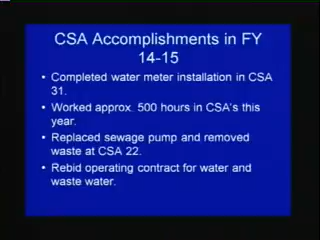 CSA Accomplishments in FY
14-15
• Completed water meter installation in CSA
31.
• Worked approx. 500 hours in CSA's this
year.
• Replaced sewage pump and removed
waste at CSA 22.
• Rebid operating contract for water and
waste water.